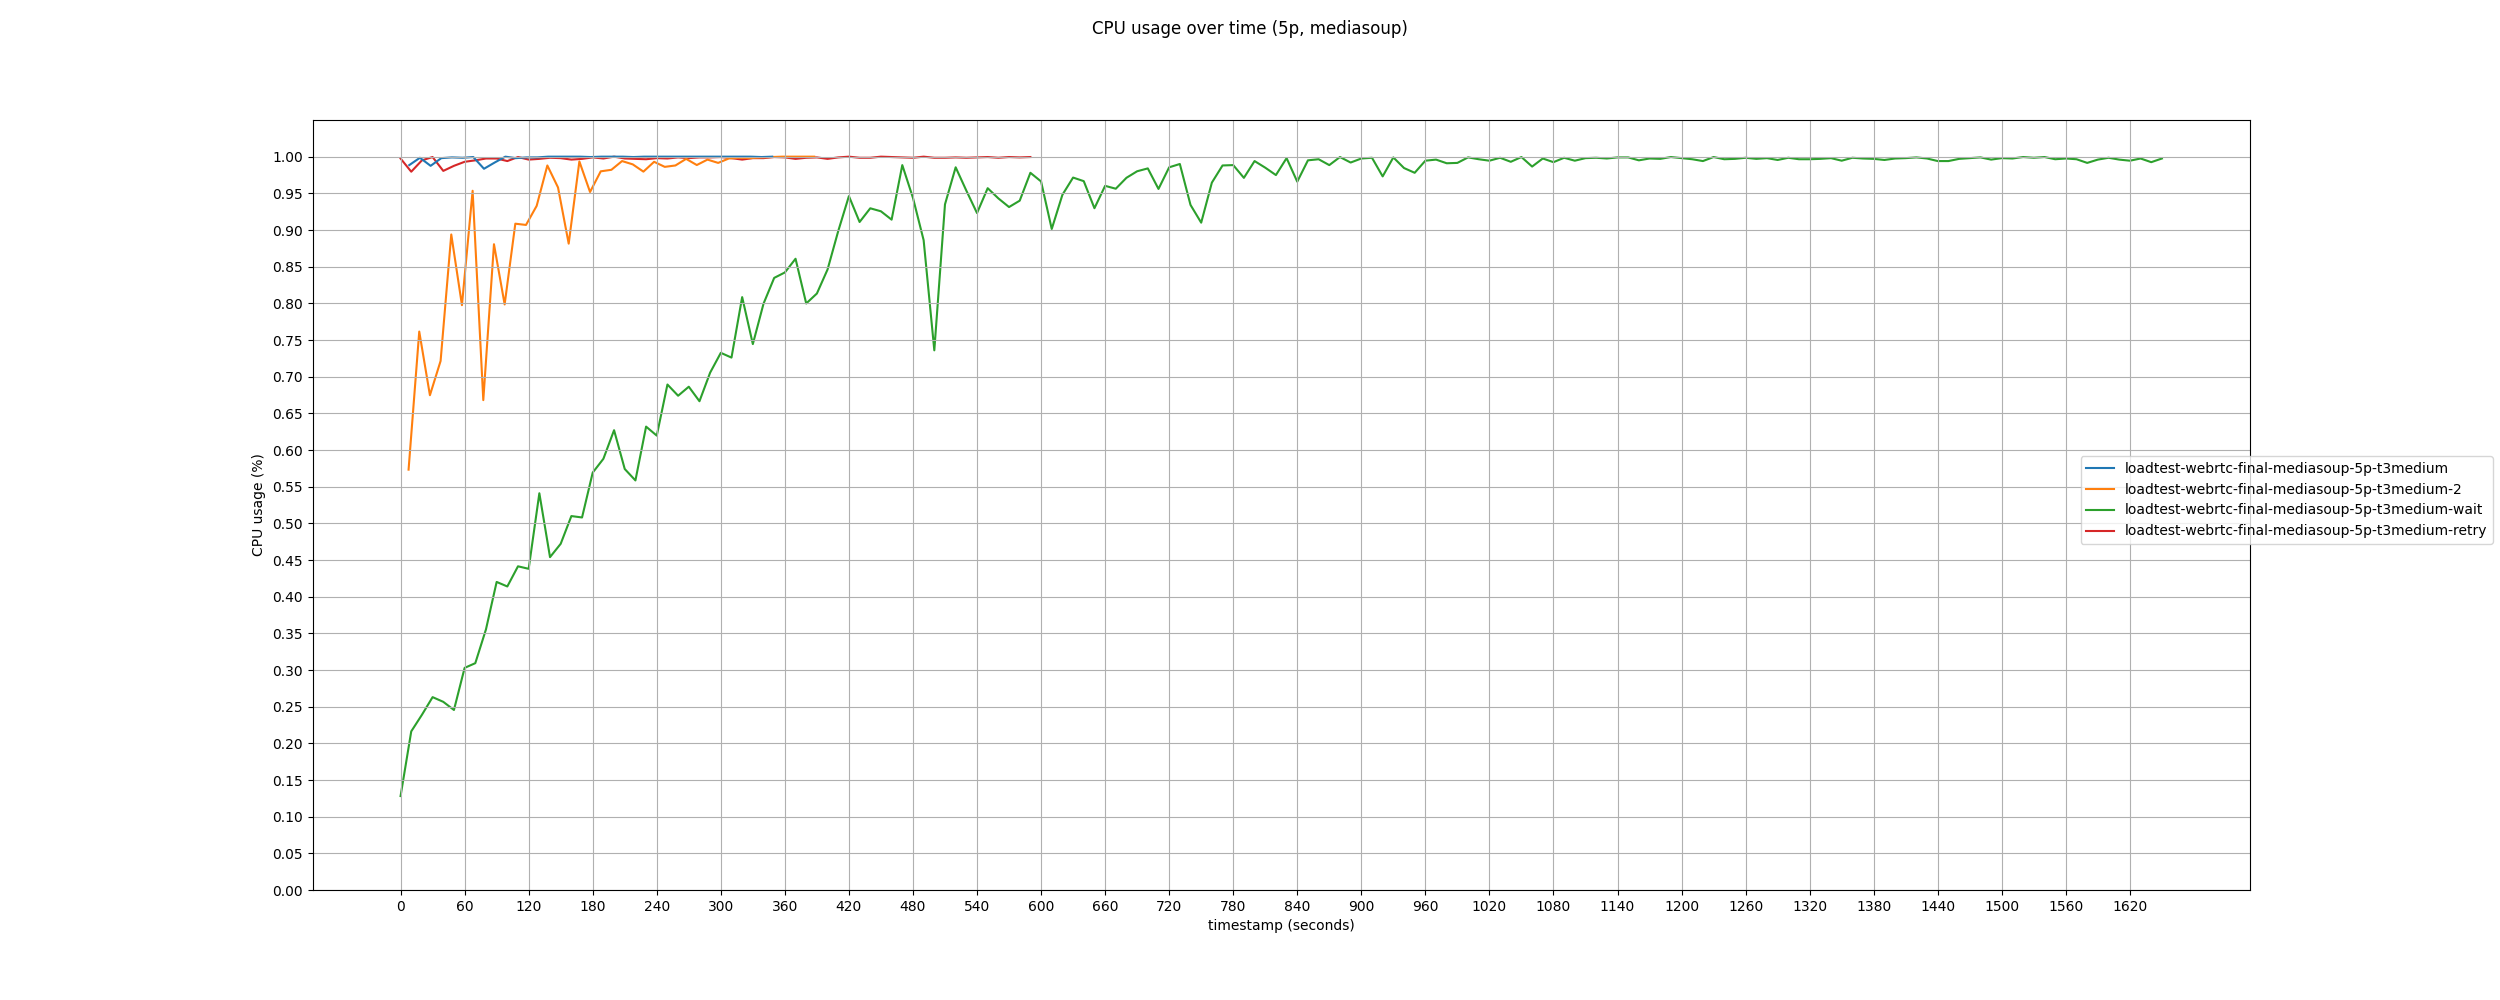 CPU usage over time (5p, mediasoup)
1.00
0.95
0.90
0.85
0.80
0.75
0.70
0.65
0.60
0.55
0.50
0.45
0.40
0.35
0.30
0.25
0.20
0.15
0.10
0.05
0.00
CPU usage (%)
loadtest-webrtc-final-mediasoup-5p-t3medium
loadtest-webrtc-final-mediasoup-5p-t3medium-2
loadtest-webrtc-final-mediasoup-5p-t3medium-wait
loadtest-webrtc-final-mediasoup-5p-t3medium-retry
0 60 120 180 240 300 360 420 480 540 600 660 720 780 840 900 960 1020 1080 1140 1200 1260 1320 1380 1440 1500 1560 1620
timestamp (seconds)